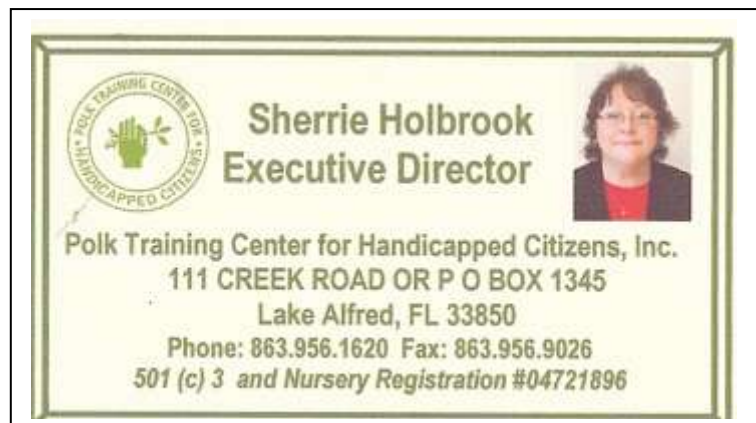 POLK TRAINING CENTER FOR
HANDICAPPED CITIZENS
Sherrie Holbrook
Executive Director
Polk Training Center for Handicapped Citizens, Inc.
111 CREEK ROAD OR P O BOX 1345
Lake Alfred, FL 33850
Phone: 863.956.1620 Fax: 863.956.9026
501 (c) 3 and Nursery Registration #04721896